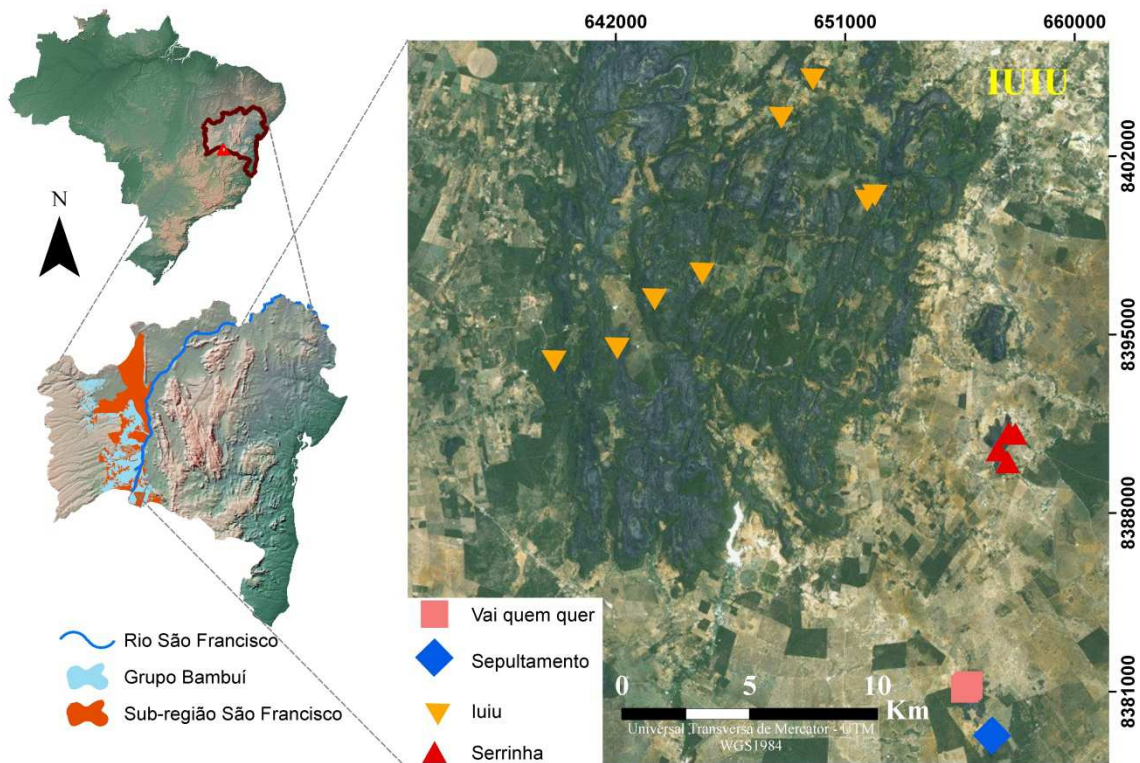 642000
651000
660000
IUIU
8402000
8395000
8388000
8381000
N
Rio São Francisco
Grupo Bambuí
Sub-região São Francisco
Vai quem quer
Sepultamento
Iuiu
Serrinha
0 5 10
Km
Universal Transversa de Mercator - UTM
WGS1984